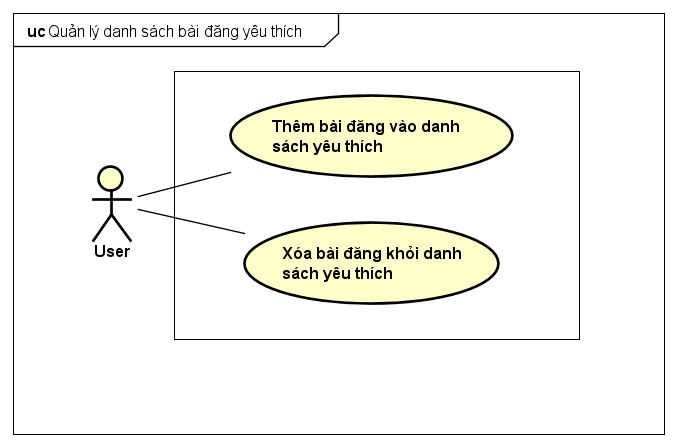 uc Quản lý danh sách bài đăng yêu thích
Thêm bài đăng vào danh
sách yêu thích
User
Xóa bài đăng khỏi danh
sách yêu thích